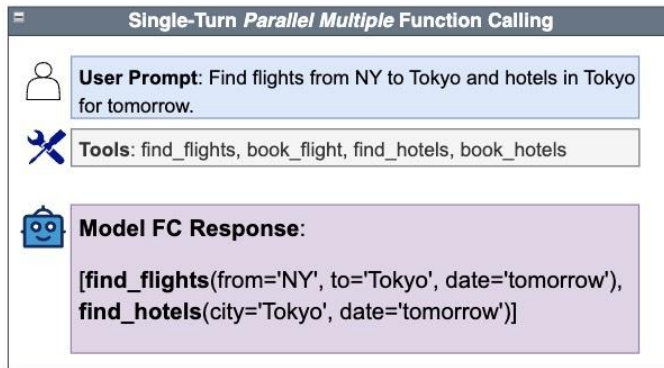 Single-Turn Parallel Multiple Function Calling
User Prompt: Find flights from NY to Tokyo and hotels in Tokyo
for tomorrow.
Tools: find_flights, book_flight, find_hotels, book_hotels
Model FC Response:
[find_flights(from='NY', to='Tokyo', date='tomorrow'),
find_hotels(city='Tokyo', date='tomorrow')]